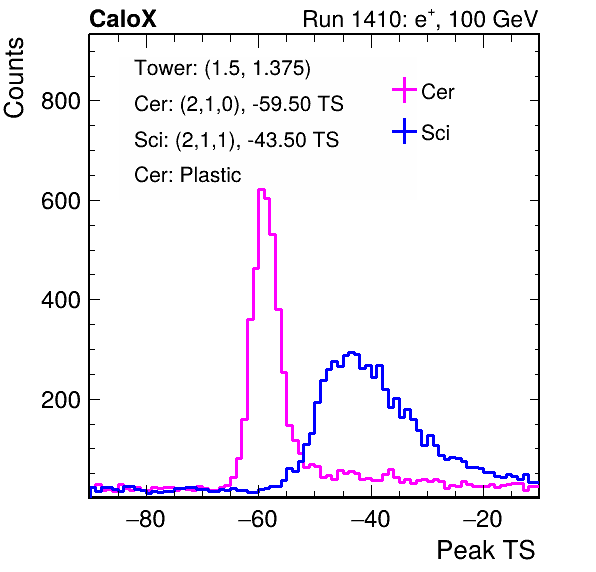 CaloX Run 1410: e⁺, 100 GeV
Counts
Tower: (1.5, 1.375)
Cer: (2,1,0), -59.50 TS
Sci: (2,1,1), -43.50 TS
Cer: Plastic
Cer
Sci
800
600
400
200
−80 −60 −40 −20
Peak TS